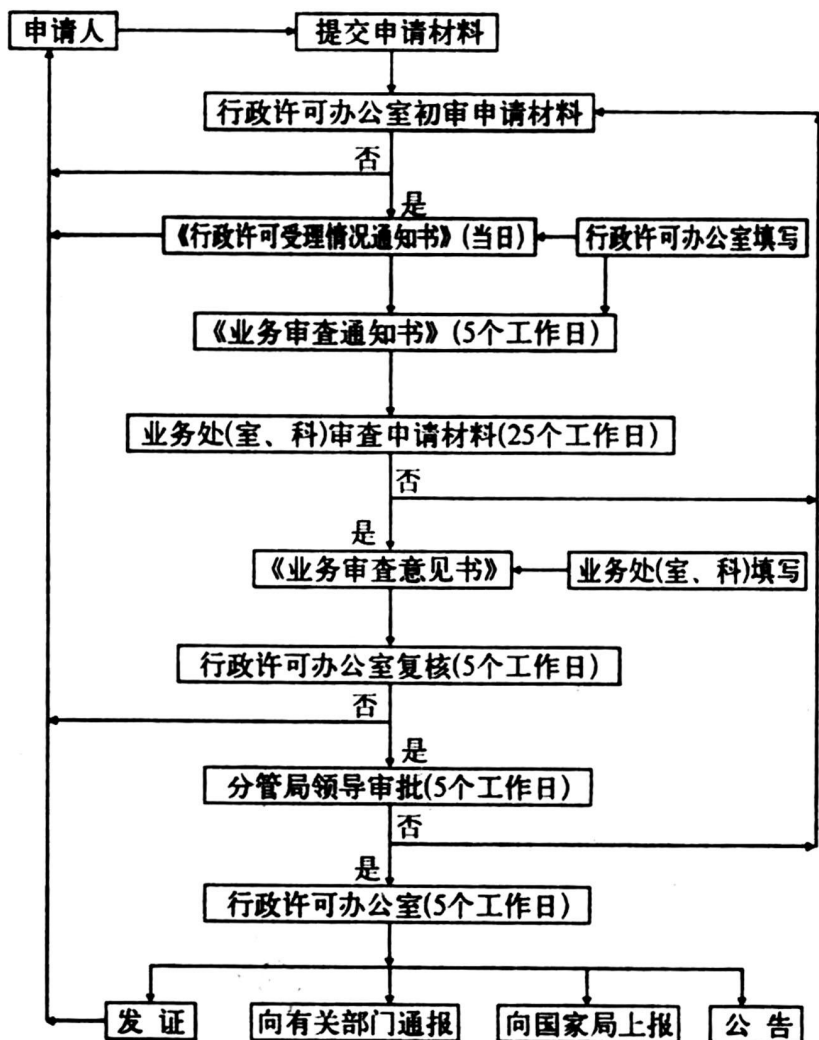 申请人
提交申请材料
行政许可办公室初审申请材料
否
是
《行政许可受理情况通知书》(当日)
行政许可办公室填写
《业务审查通知书》(5个工作日)
业务处(室、科)审查申请材料(25个工作日)
否
是
《业务审查意见书》
业务处(室、科)填写
行政许可办公室复核(5个工作日)
否
是
分管局领导审批(5个工作日)
否
是
行政许可办公室(5个工作日)
发 证
向有关部门通报
向国家局上报
公 告